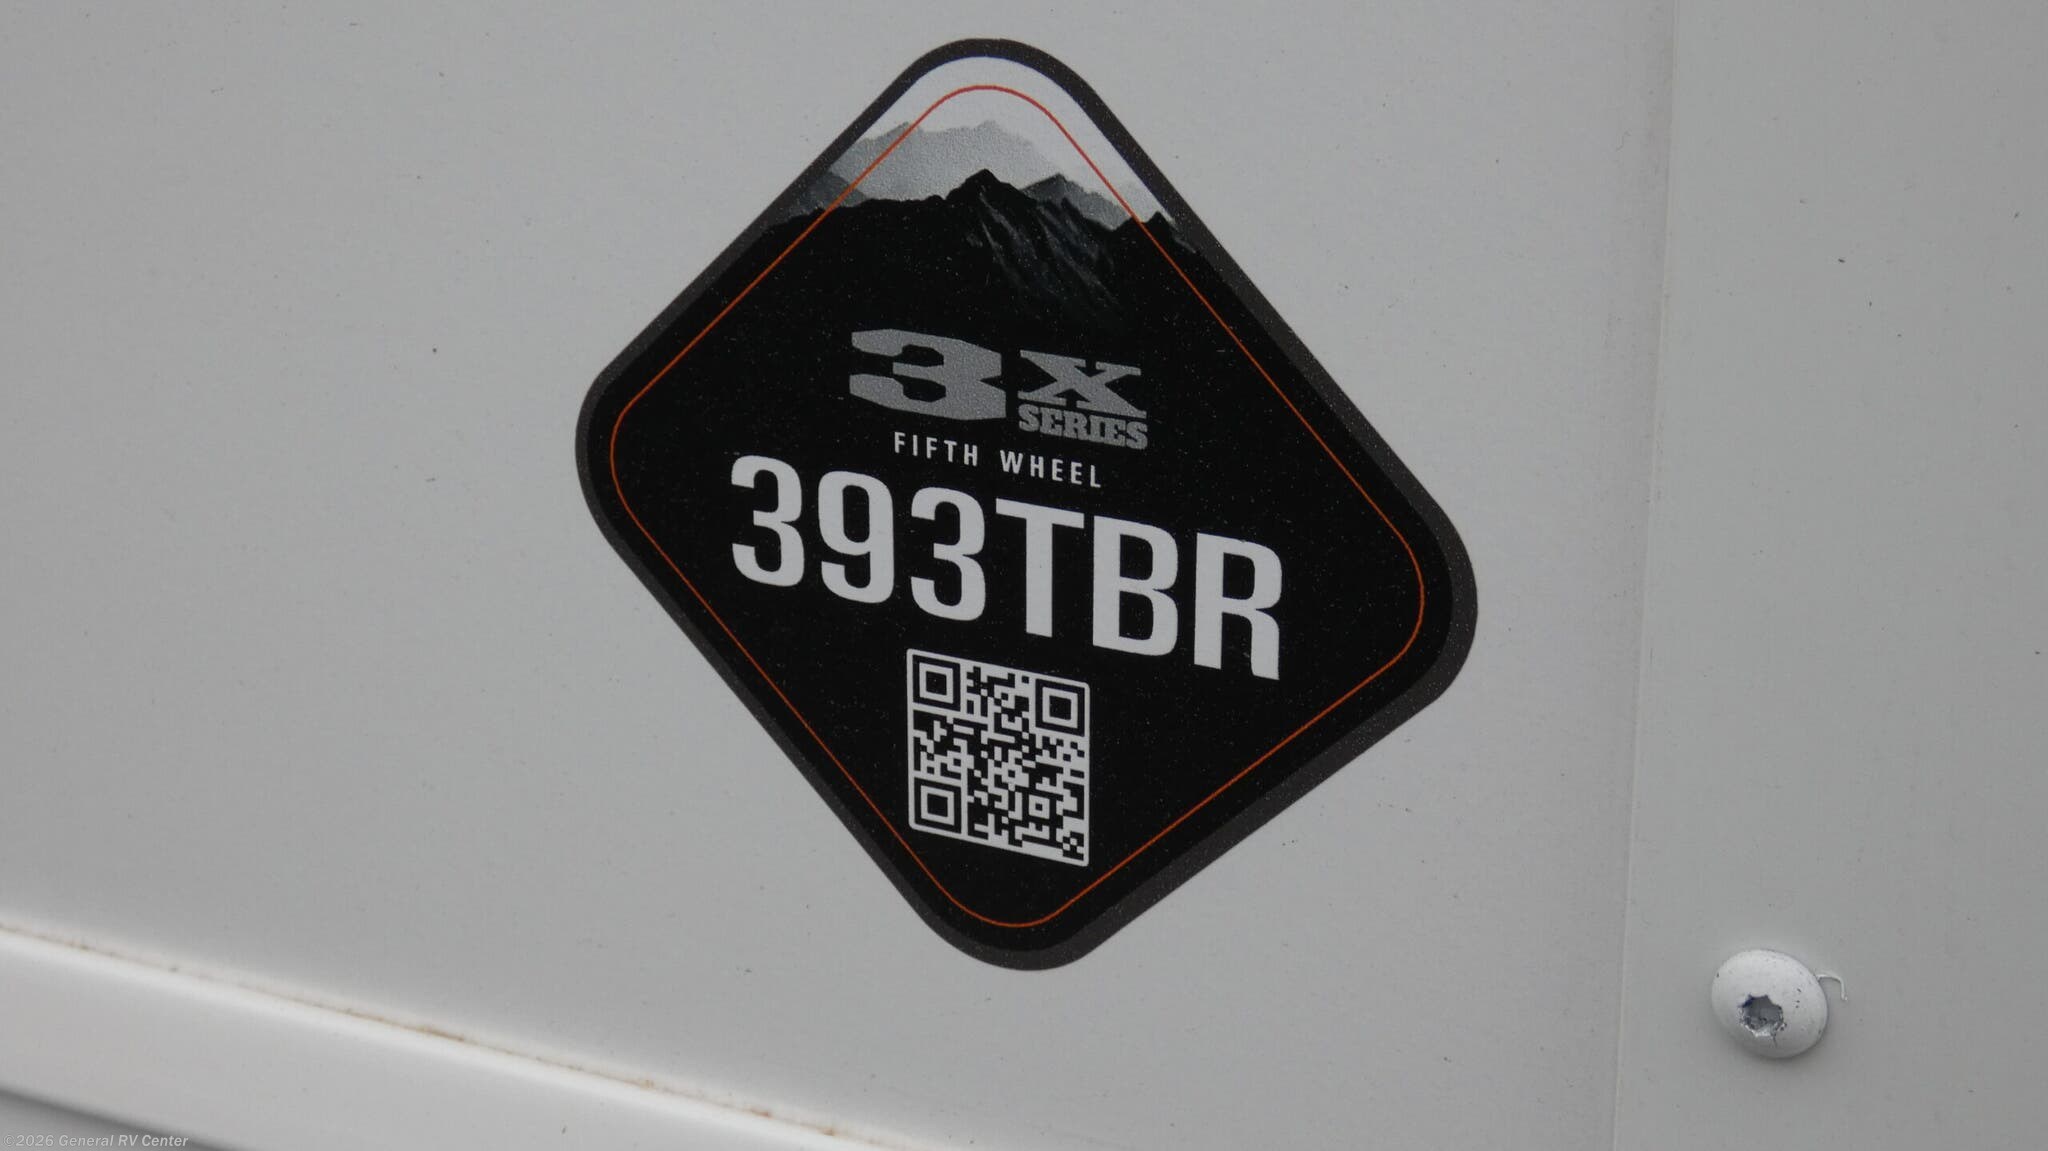 3X
SERIES
FIFTH WHEEL
393TBR
©2026 General RV Center